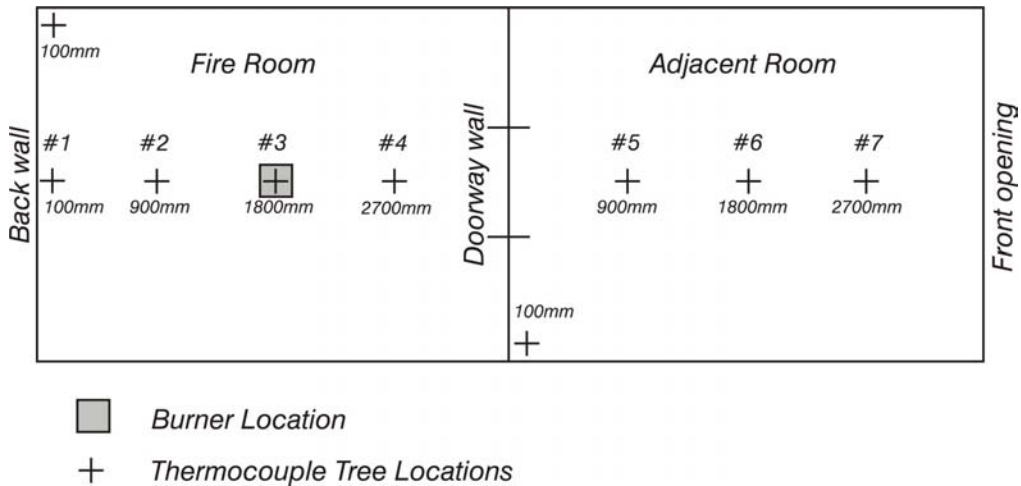 100mm
Fire Room
Adjacent Room
Back wall
Doorway wall
Front opening
#1
#2
#3
#4
#5
#6
#7
100mm
900mm
1800mm
2700mm
900mm
1800mm
2700mm
100mm
Burner Location
Thermocouple Tree Locations